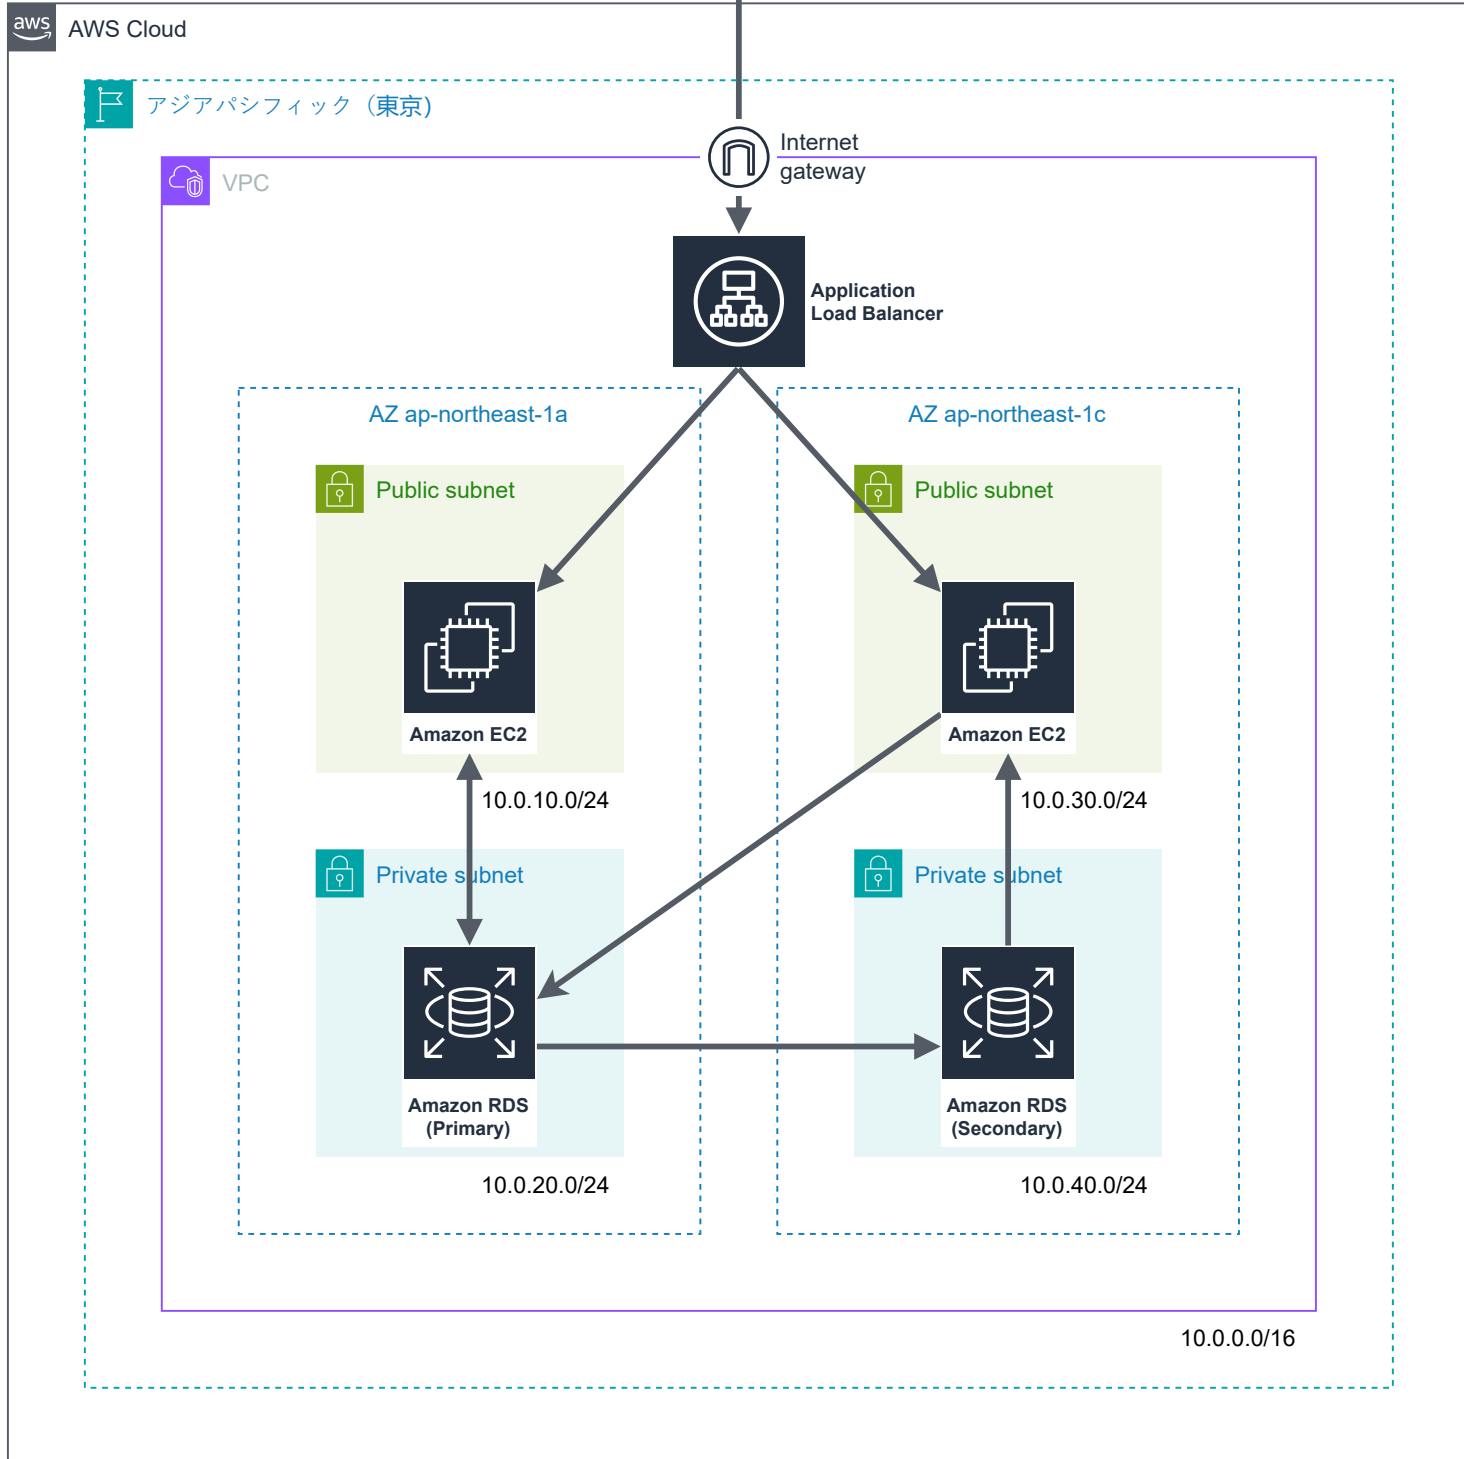 aws
AWS Cloud
アジアパシフィック（東京)
Internet
gateway
VPC
Application
Load Balancer
AZ ap-northeast-1a
AZ ap-northeast-1c
Public subnet
Public subnet
Amazon EC2
Amazon EC2
10.0.10.0/24
10.0.30.0/24
Private subnet
Private subnet
Amazon RDS
(Primary)
Amazon RDS
(Secondary)
10.0.20.0/24
10.0.40.0/24
10.0.0.0/16